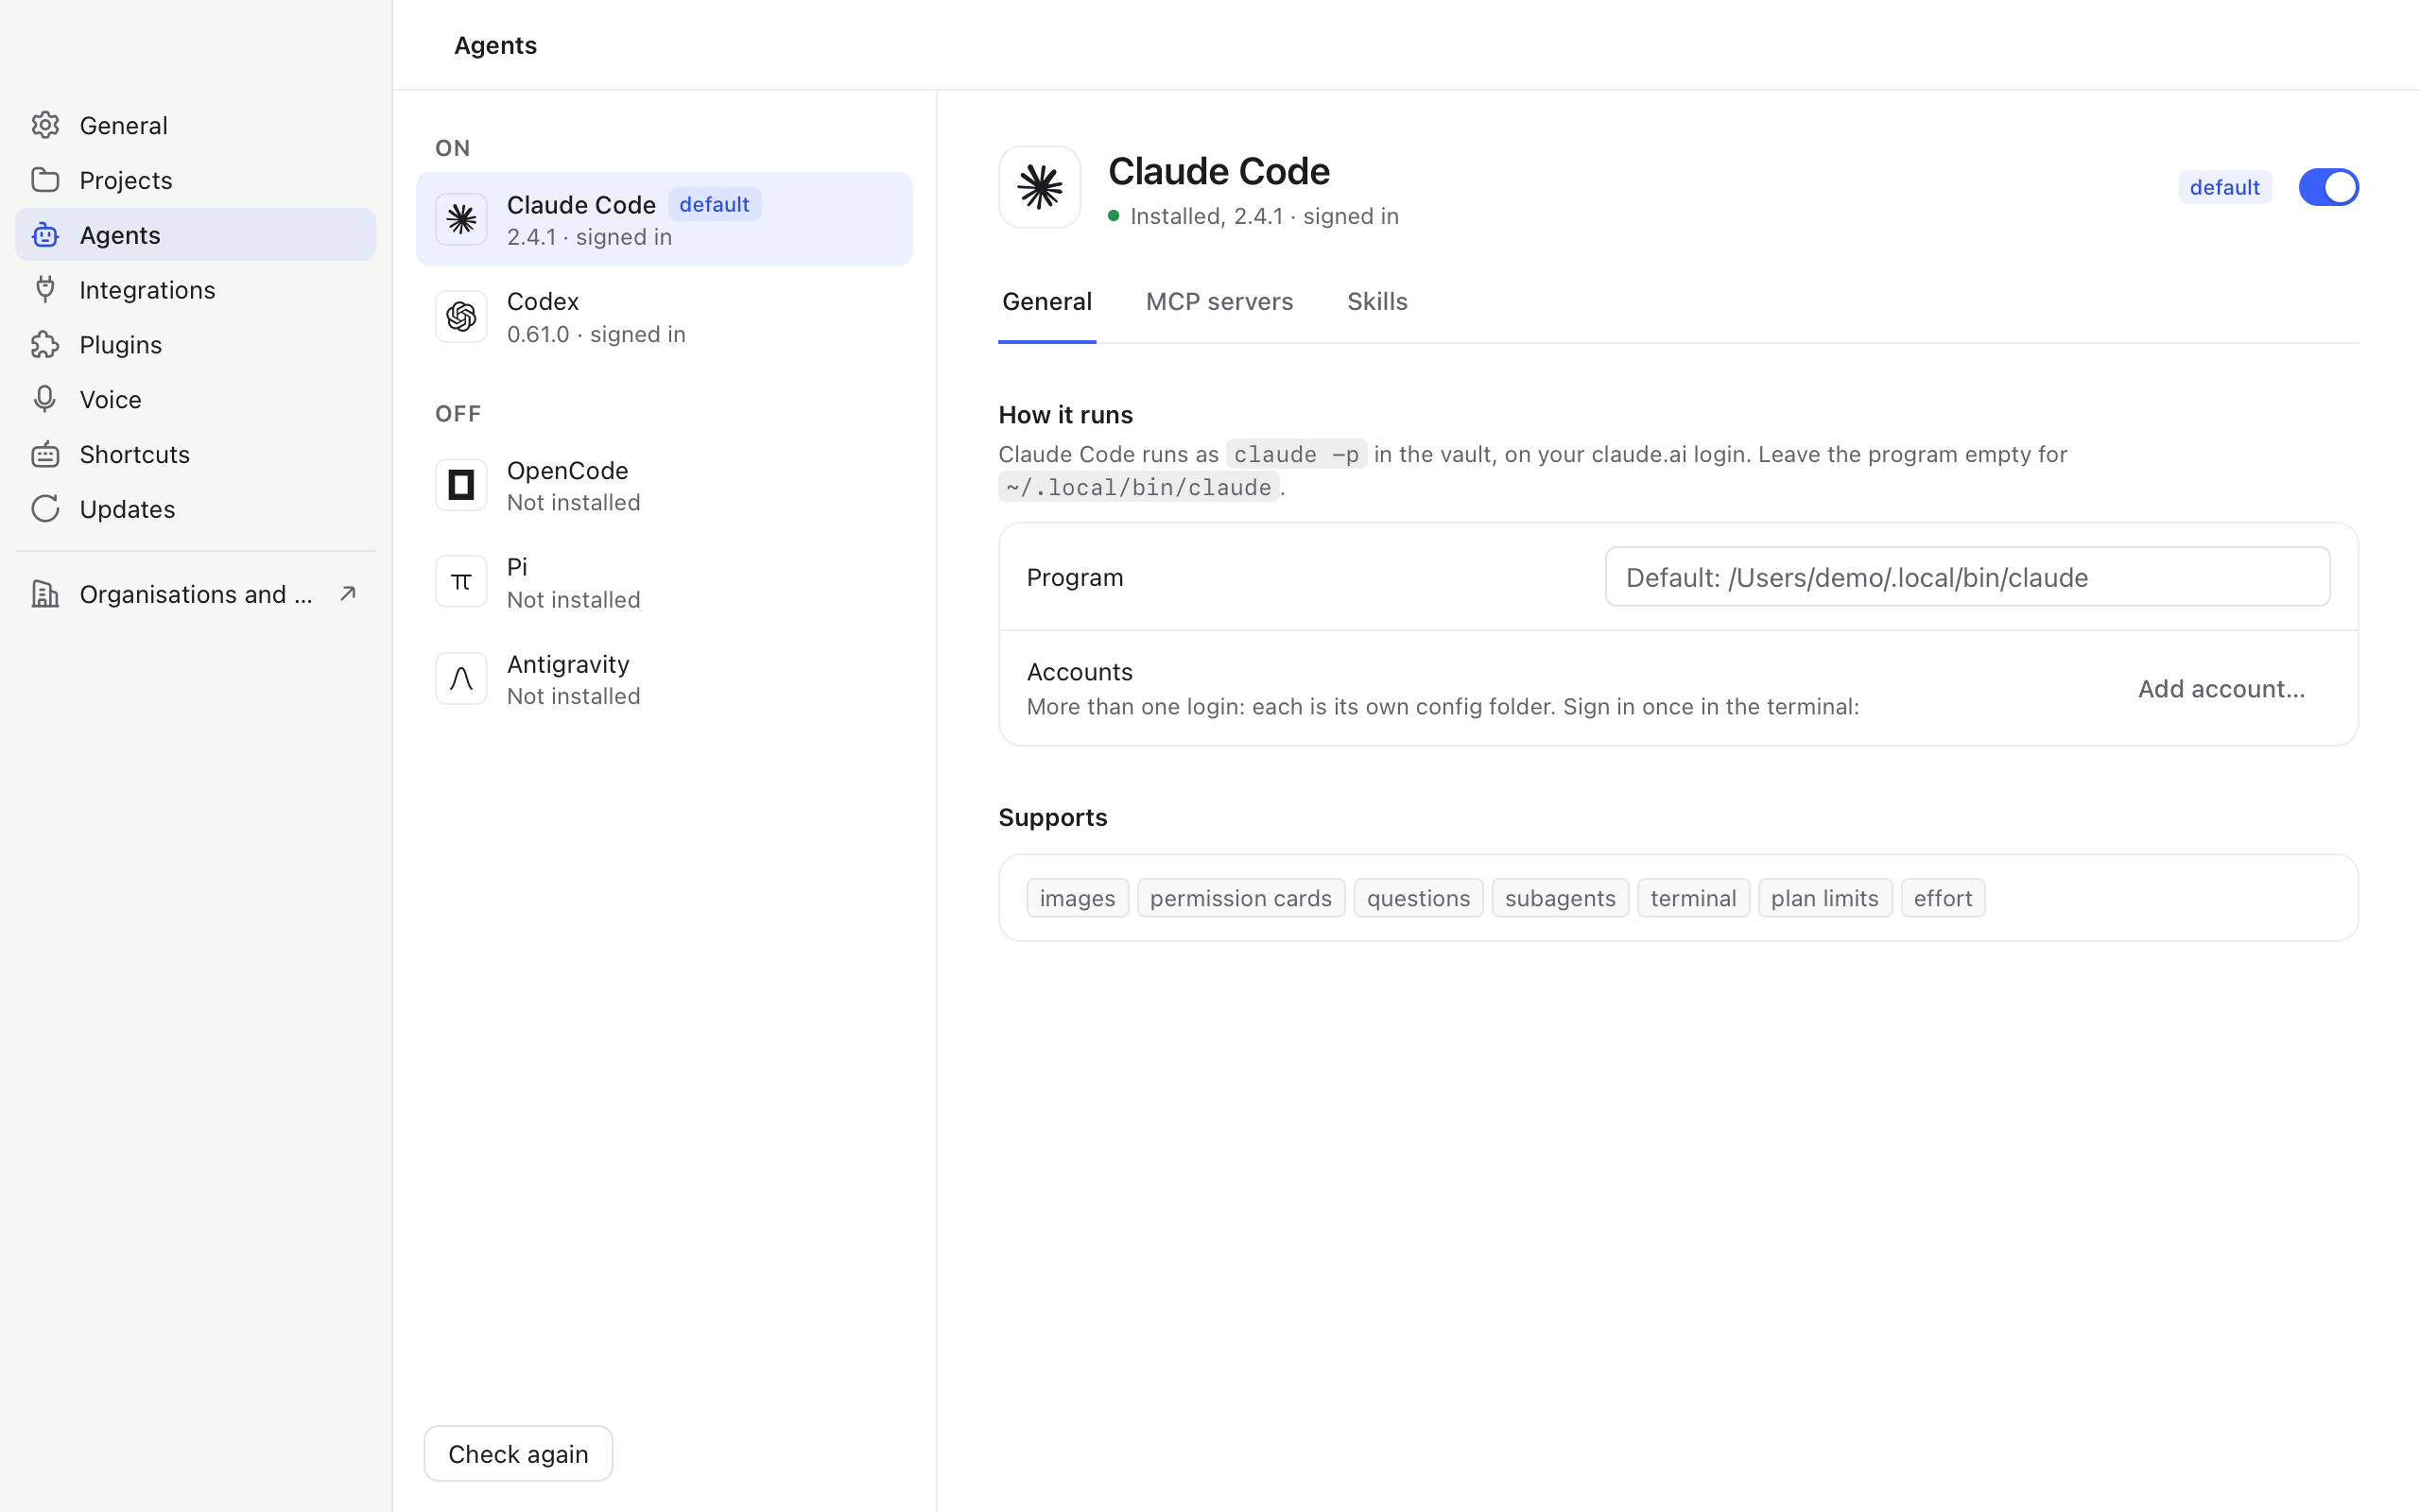 Agents
General
Projects
Agents
Integrations
Plugins
Voice
Shortcuts
Updates
Organisations and ...
ON
Claude Code default
2.4.1 · signed in
Codex
0.61.0 · signed in
OFF
OpenCode
Not installed
π Pi
Not installed
Antigravity
Not installed
Check again
Claude Code
Installed, 2.4.1 · signed in
default
General MCP servers Skills
How it runs
Claude Code runs as claude -p in the vault, on your claude.ai login. Leave the program empty for
~/.local/bin/claude.
Program
Default: /Users/demo/.local/bin/claude
Accounts
More than one login: each is its own config folder. Sign in once in the terminal:
Add account...
Supports
images permission cards questions subagents terminal plan limits effort